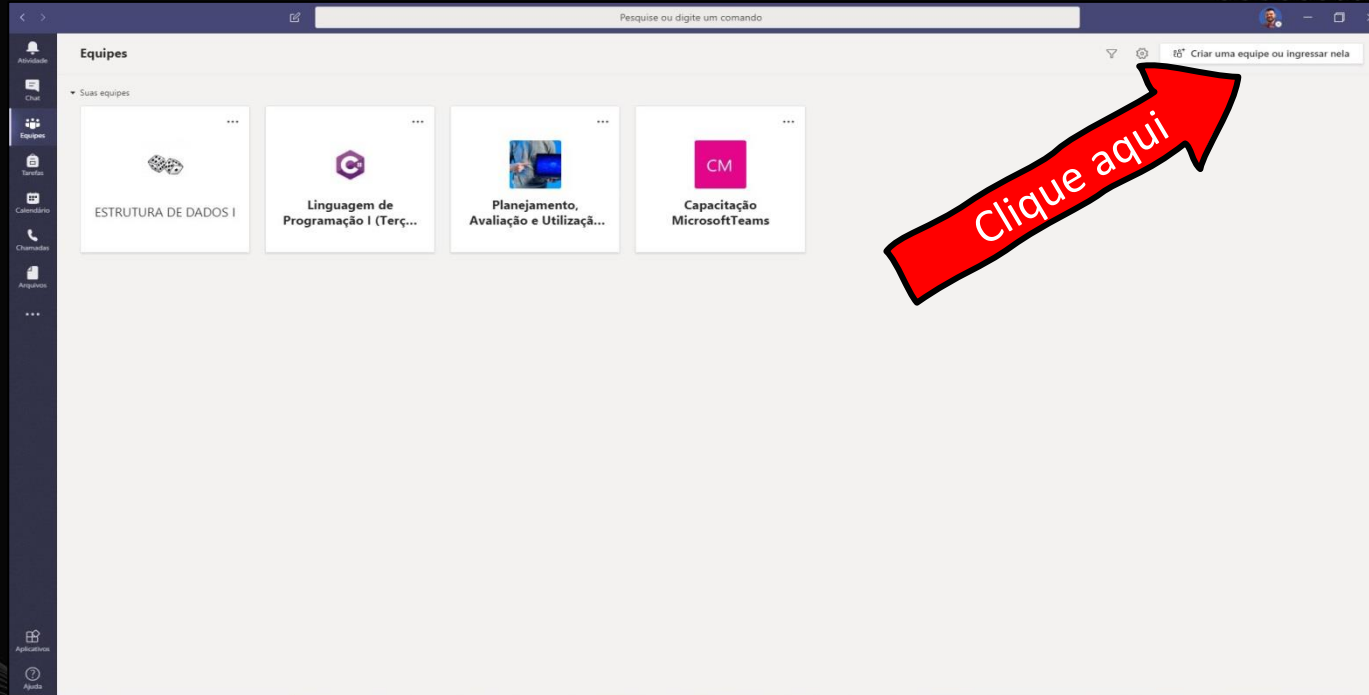 Pesquise ou digite um comando
Atividade
Chat
Equipes
Tarefas
Calendário
Chamadas
Arquivos
...
Aplicativos
Ajuda
Equipes
Criar uma equipe ou ingressar nela
Suas equipes
...
ESTRUTURA DE DADOS I
...
Linguagem de
Programação I (Terç...
...
Planejamento,
Avaliação e Utilizaçã...
...
CM
Capacitação
MicrosoftTeams
Clique aqui